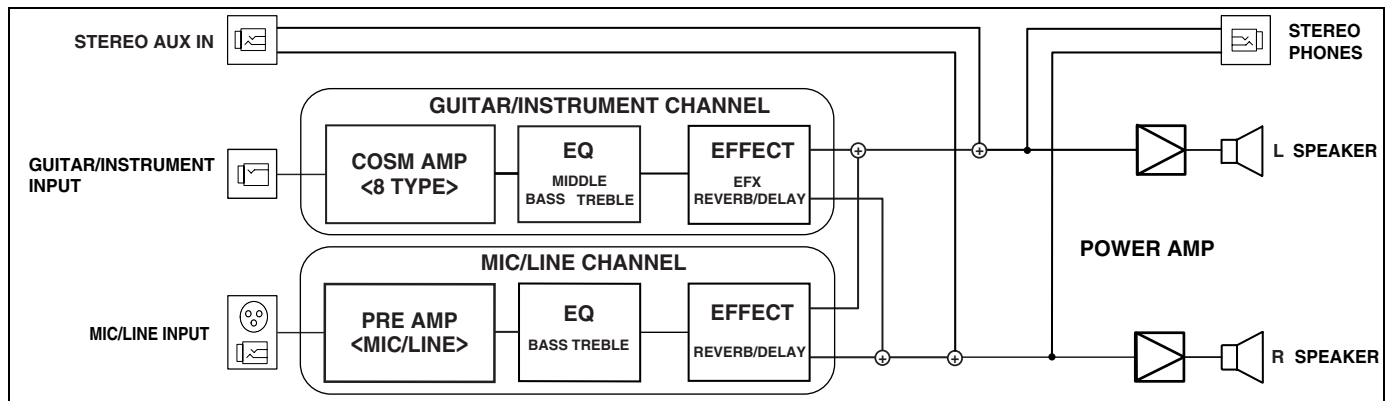 STEREO AUX IN
STEREO
PHONES
GUITAR/INSTRUMENT CHANNEL
GUITAR/INSTRUMENT
INPUT
COSM AMP
<8 TYPE>
EQ
MIDDLE
BASS TREBLE
EFFECT
EFX
REVERB/DELAY
L SPEAKER
POWER AMP
MIC/LINE CHANNEL
MIC/LINE INPUT
PRE AMP
<MIC/LINE>
EQ
BASS TREBLE
EFFECT
REVERB/DELAY
R SPEAKER